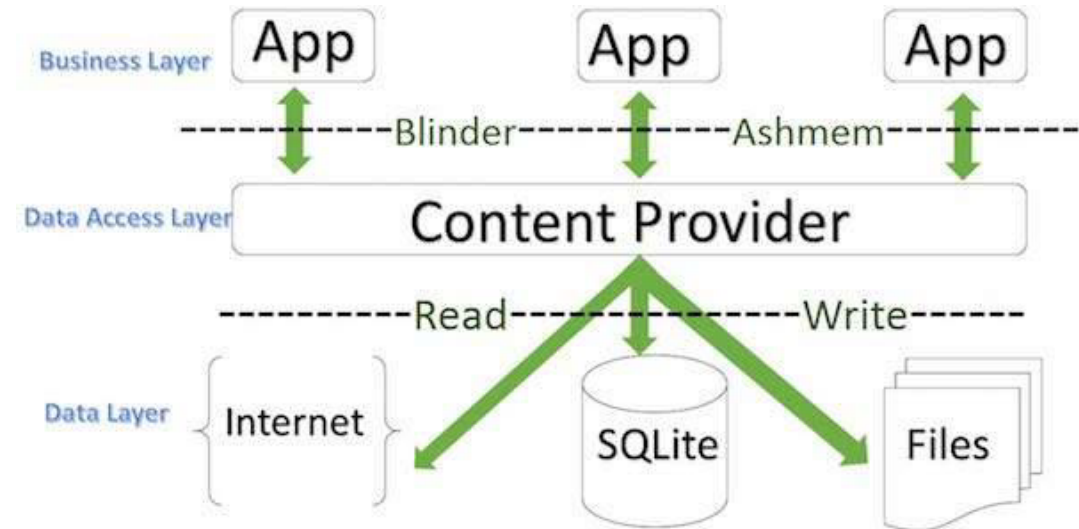 Business Layer App App App
Blinder Ashmem
Data Access Layer Content Provider
Read Write
Data Layer Internet SQLite Files